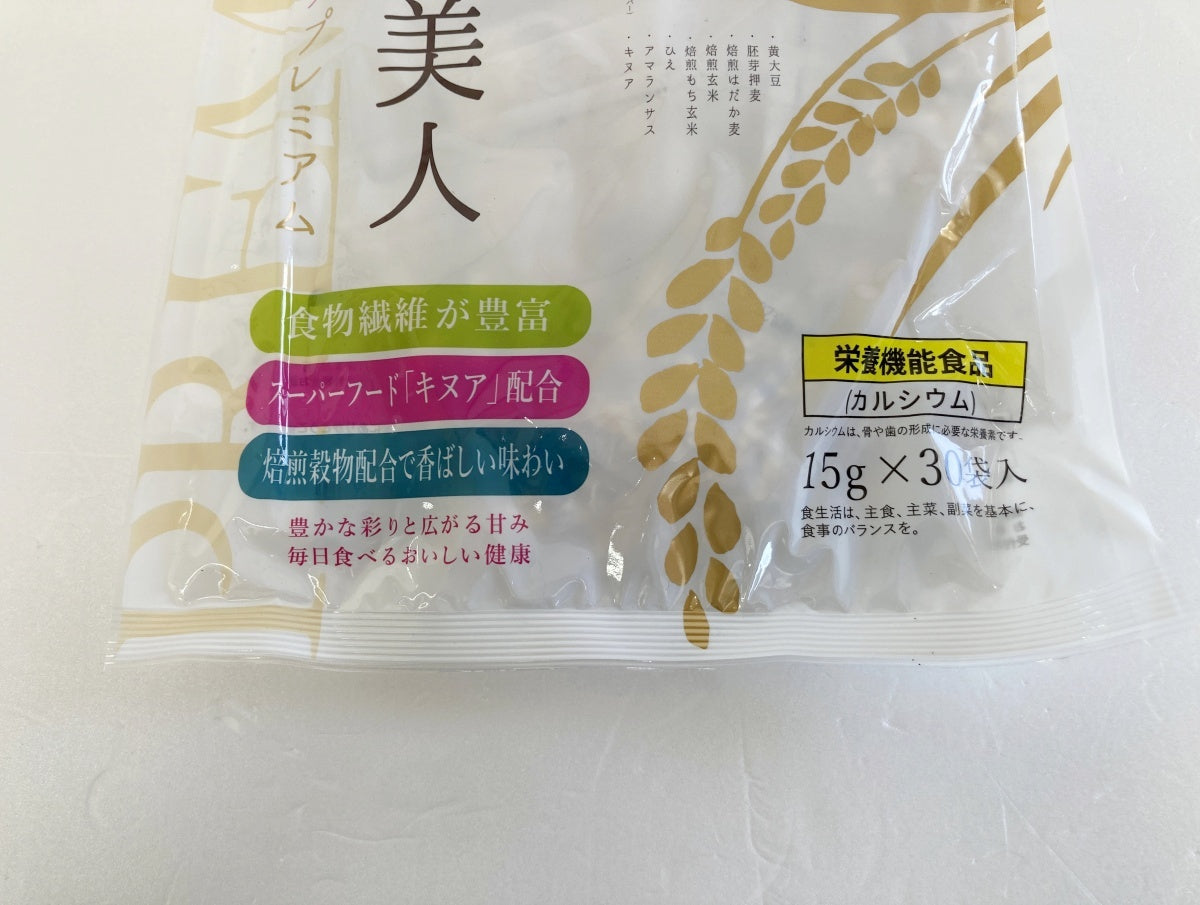 プレミアム
美人
・黄大豆
・胚芽押麦
・焙煎はだか麦
・焙煎玄米
・焙煎もち玄米
・ひえ
・アマランサス
・キヌア
食物繊維が豊富
スーパーフード「キヌア」配合
焙煎穀物配合で香ばしい味わい
豊かな彩りと広がる甘み
毎日食べるおいしい健康
栄養機能食品
(カルシウム)
カルシウムは、骨や歯の形成に必要な栄養素です。
15g×30袋入
食生活は、主食、主菜、副菜を基本に、
食事のバランスを。